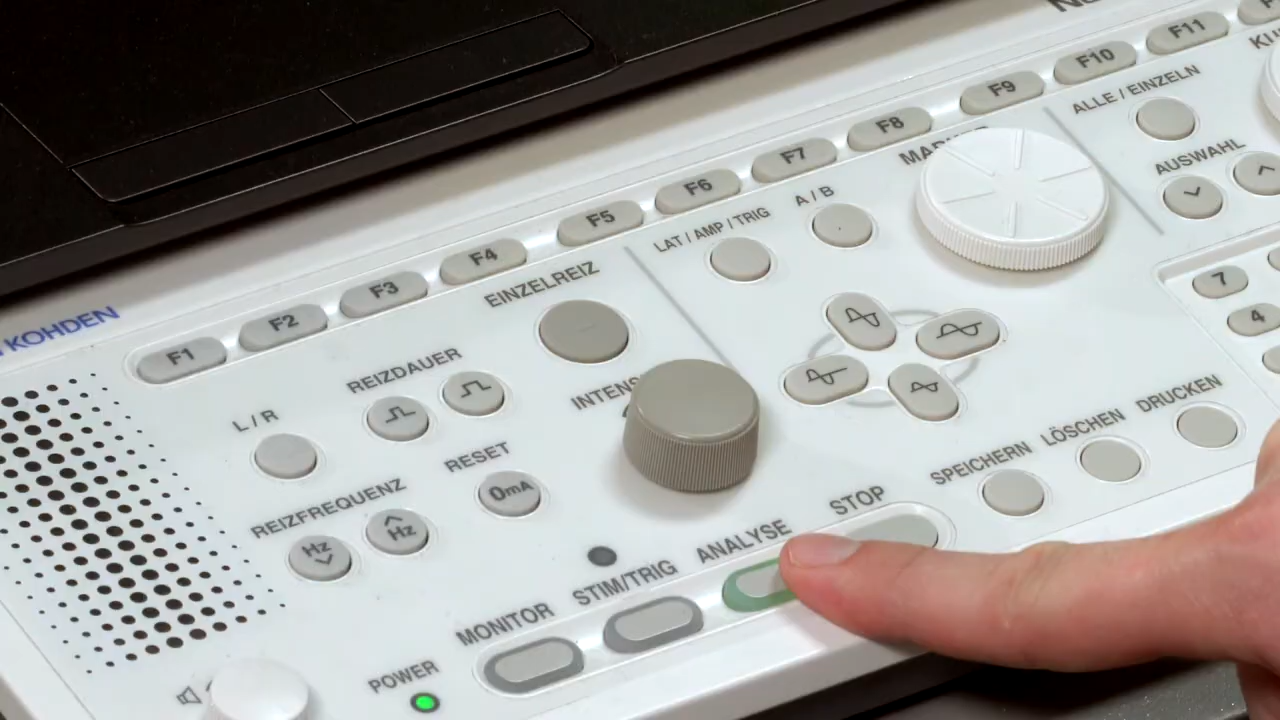 KOHDEN
F1
F2
F3
F4
F5
F6
F7
F8
F9
F10
F11
ALLE / EINZELN
AUSWAHL
7
4
LAT / AMP / TRIG
A / B
EINZELREIZ
REIZDAUER
L / R
RESET
0mA
REIZFREQUENZ
Hz
Hz
SPEICHERN
LÖSCHEN
DRUCKEN
STOP
ANALYSE
STIM/TRIG
MONITOR
POWER